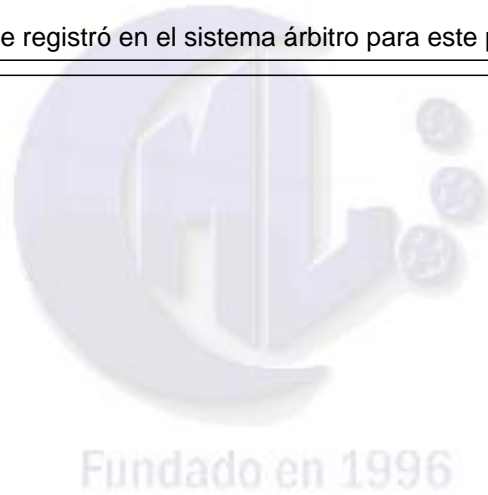 e registró en el sistema árbitro para este
Fundado en 1996